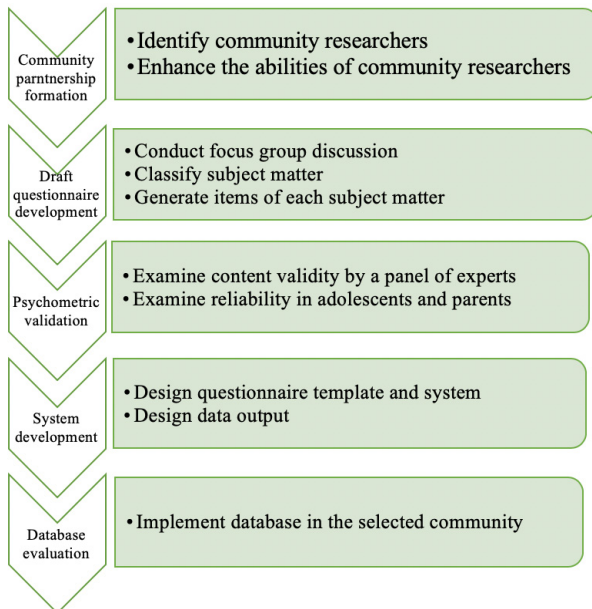 Community
parntnership
formation
• Identify community researchers
• Enhance the abilities of community researchers
Draft
questionnaire
development
• Conduct focus group discussion
• Classify subject matter
• Generate items of each subject matter
Psychometric
validation
• Examine content validity by a panel of experts
• Examine reliability in adolescents and parents
System
development
• Design questionnaire template and system
• Design data output
Database
evaluation
• Implement database in the selected community